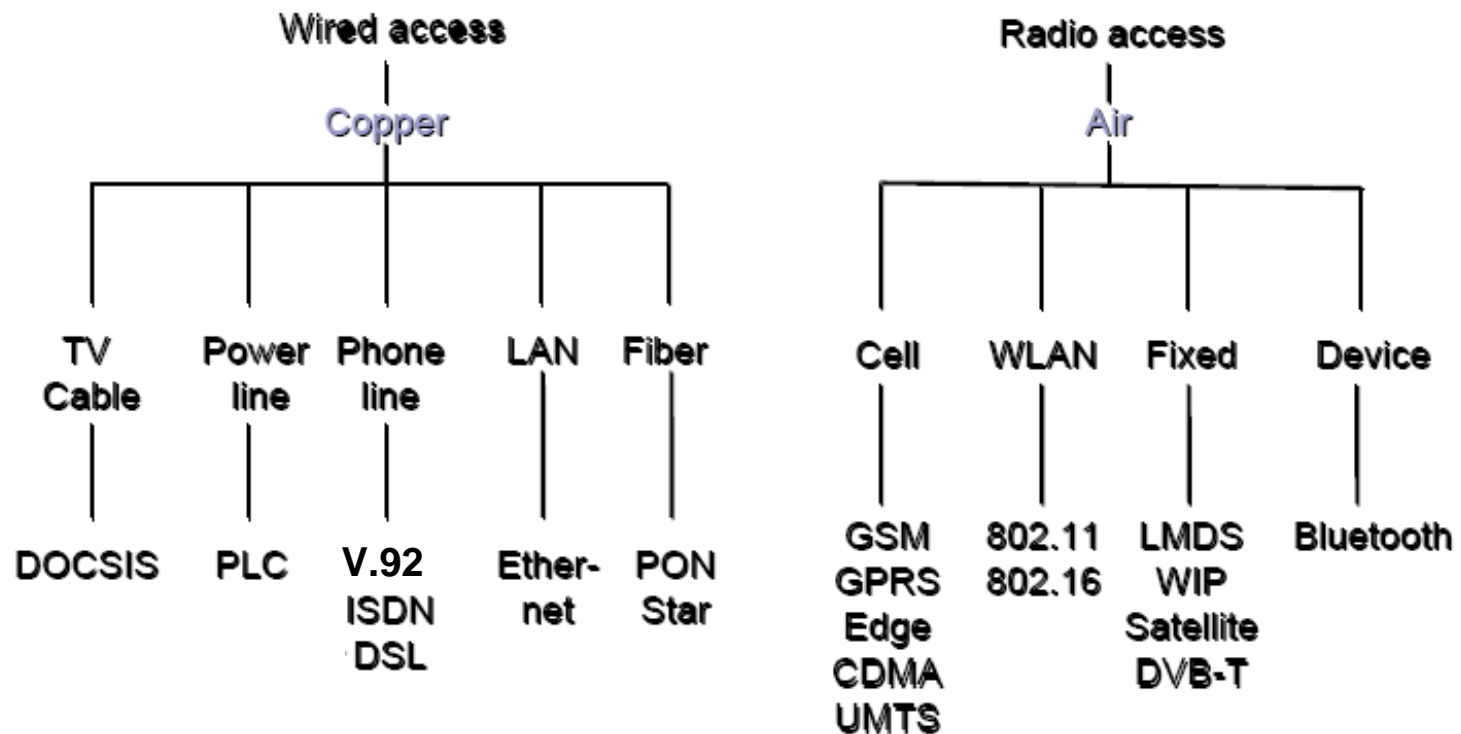 Wired access
Copper
TV
Cable
Power
line
Phone
line
LAN
Fiber
DOCSIS
PLC
V.92
ISDN
DSL
Ether-
net
PON
Star
Radio access
Air
Cell
WLAN
Fixed
Device
GSM
GPRS
Edge
CDMA
UMTS
802.11
802.16
LMDS
WIP
Satellite
DVB-T
Bluetooth